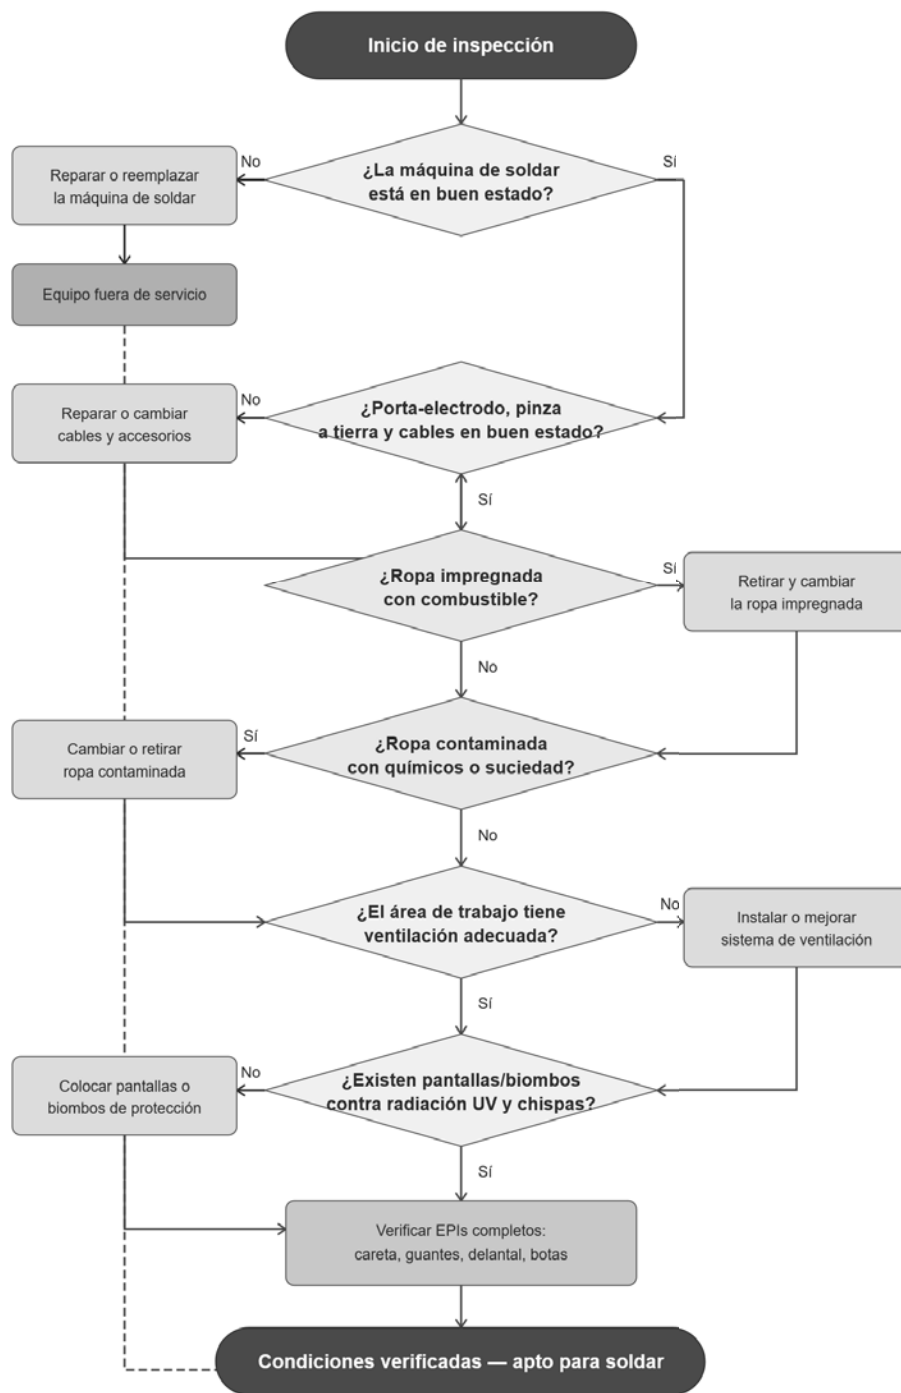 Inicio de inspección
¿La máquina de soldar
está en buen estado?
No
Sí
Reparar o reemplazar
la máquina de soldar
Equipo fuera de servicio
¿Porta-electrodo, pinza
a tierra y cables en buen estado?
No
Reparar o cambiar
cables y accesorios
Sí
¿Ropa impregnada
con combustible?
Sí
Retirar y cambiar
la ropa impregnada
No
¿Ropa contaminada
con químicos o suciedad?
Sí
Cambiar o retirar
ropa contaminada
No
¿El área de trabajo tiene
ventilación adecuada?
No
Instalar o mejorar
sistema de ventilación
Sí
¿Existen pantallas/biombos
contra radiación UV y chispas?
No
Colocar pantallas o
biombos de protección
Sí
Verificar EPIs completos:
careta, guantes, delantal, botas
Condiciones verificadas — apto para soldar